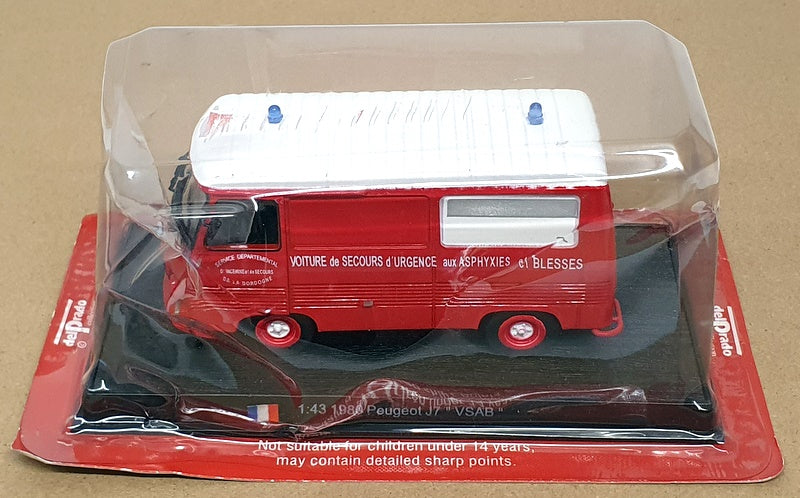 SERVICE DEPARTEMENTAL
D'INCENDIE et de SECOURS
DE LA DORDOGNE
VOITURE de SECOURS d'URGENCE aux ASPHYXIES et BLESSES
delPrado
delPrado
1:43 1980 Peugeot J7 " VSAB "
Not suitable for children under 14 years,
may contain detailed sharp points.